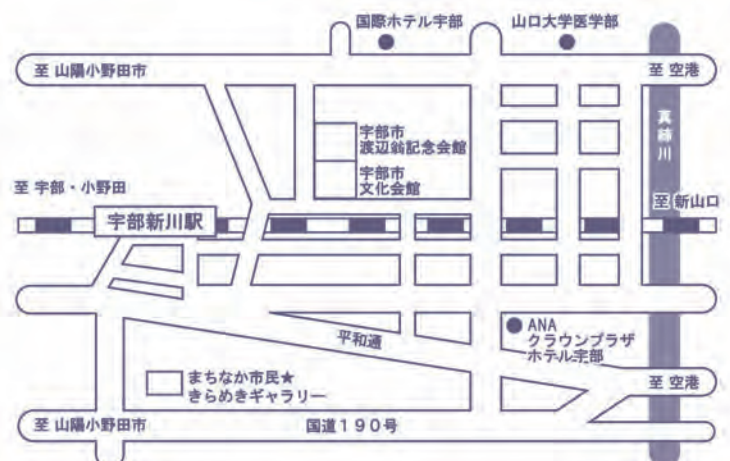 国際ホテル宇部
山口大学医学部
至 山陽小野田市
至 空港
真締川
宇部市
渡辺翁記念会館
宇部市
文化会館
至 宇部・小野田
至 新山口
宇部新川駅
ANA
クラウンプラザ
ホテル宇部
平和通
まちなか市民★
きらめきギャラリー
至 空港
至 山陽小野田市
国道190号